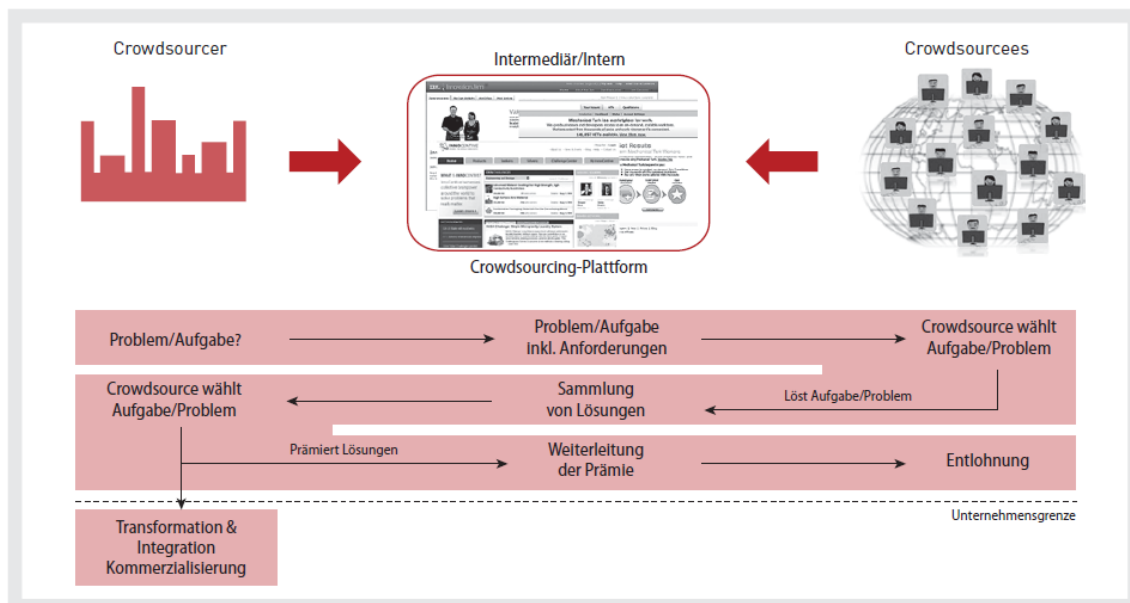 Crowdsourcer
Intermediär/Intern
Crowdsourcees
Crowdsourcing-Plattform
Problem/Aufgabe?
Problem/Aufgabe
inkl. Anforderungen
Crowdsource wählt
Aufgabe/Problem
Crowdsource wählt
Aufgabe/Problem
Sammlung
von Lösungen
Löst Aufgabe/Problem
Prämiert Lösungen
Weiterleitung
der Prämie
Entlohnung
Unternehmensgrenze
Transformation &
Integration
Kommerzialisierung